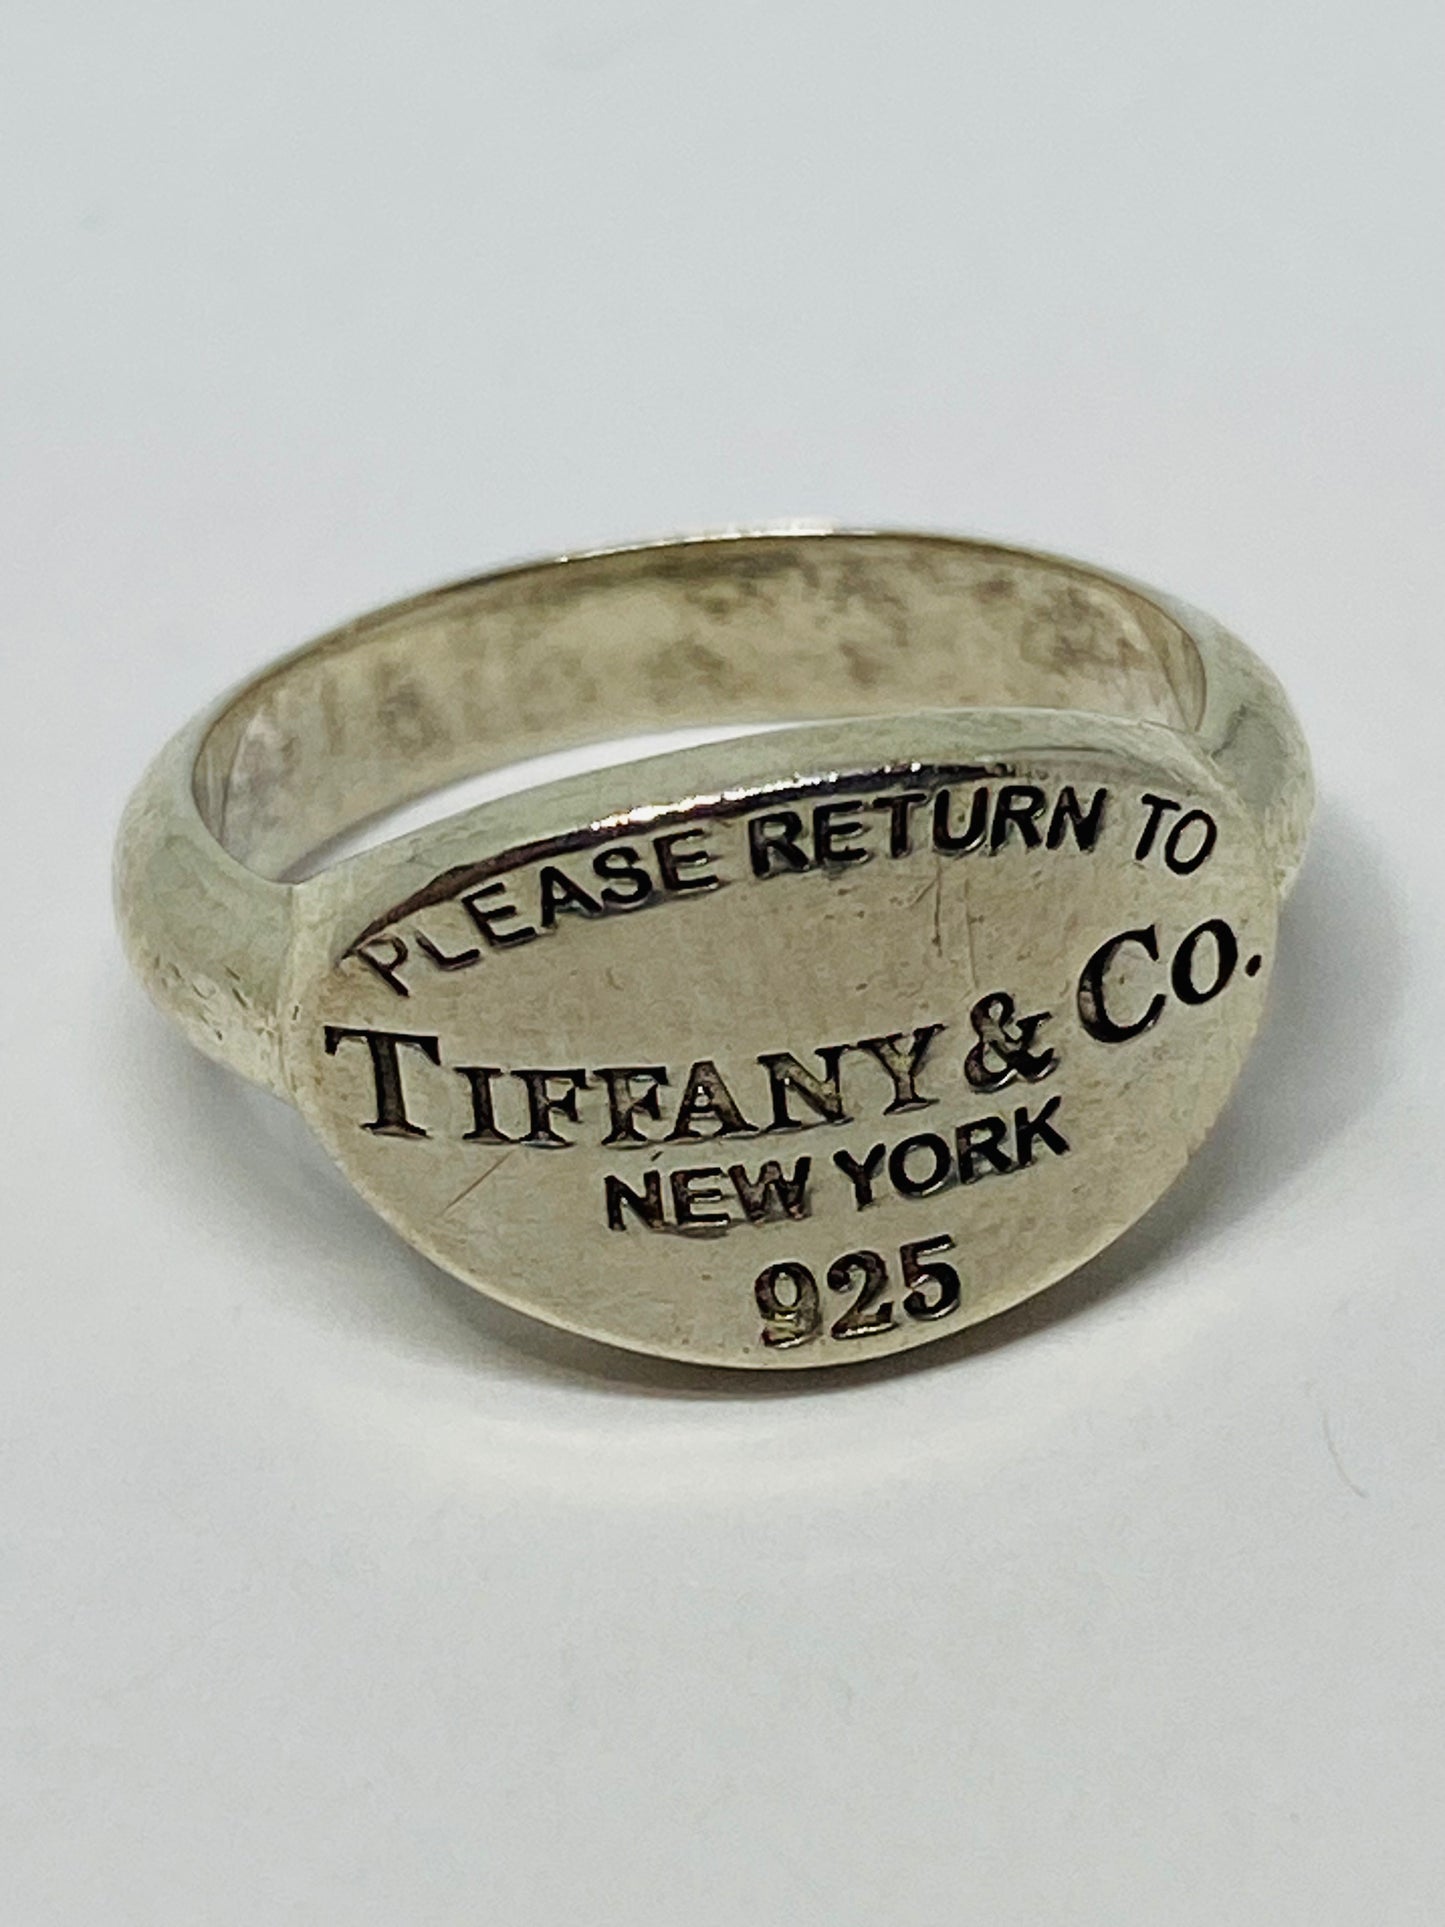 PLEASE RETURN TO
TIFFANY & CO.
NEW YORK
925